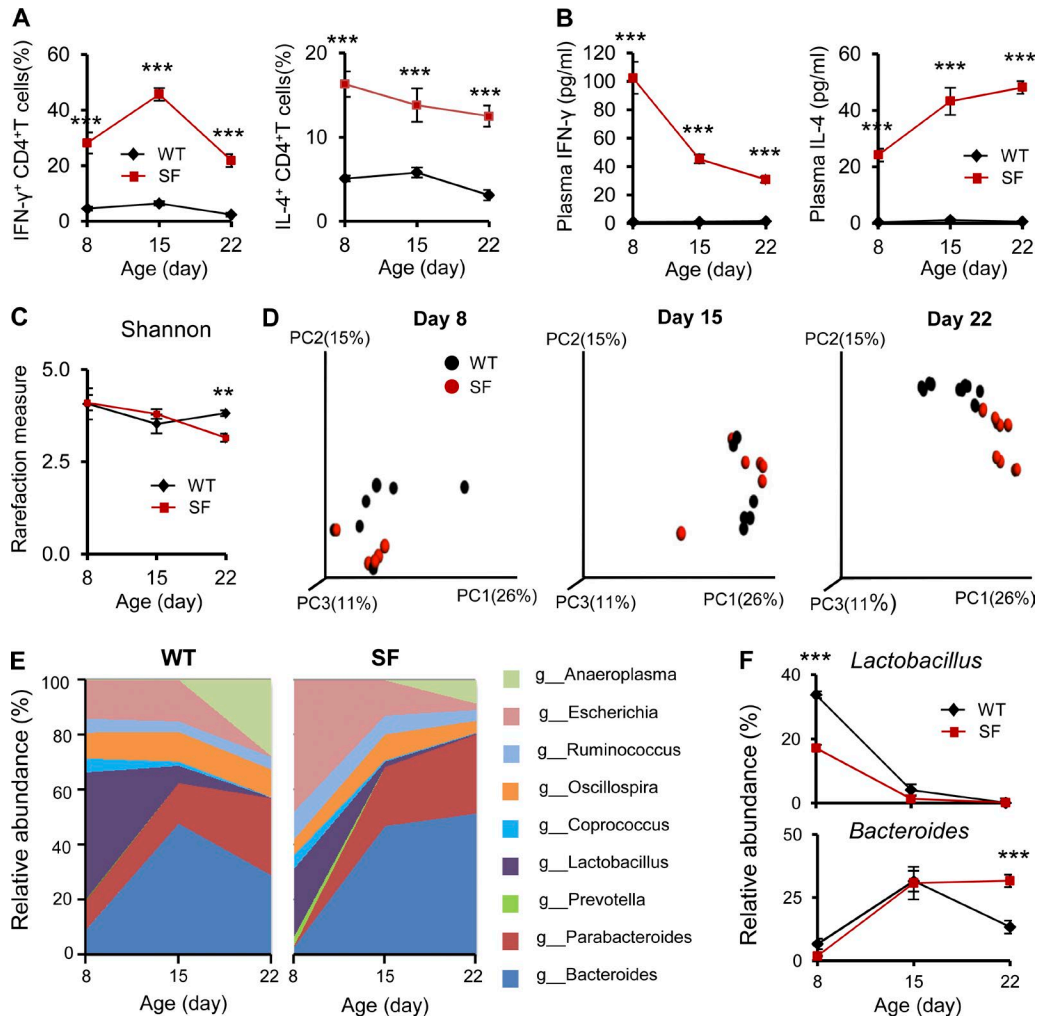 A
IFN-γ⁺ CD4⁺T cells(%)
60
40
20
0
***
***
***
WT
SF
8
15
22
Age (day)
IL-4⁺ CD4⁺T cells(%)
20
10
0
***
***
***
8
15
22
Age (day)
B
Plasma IFN-γ (pg/ml)
120
100
80
60
40
20
0
***
***
***
8
15
22
Age (day)
Plasma IL-4 (pg/ml)
60
40
20
0
***
***
***
WT
SF
8
15
22
Age (day)
C
Shannon
Rarefaction measure
5.0
2.5
0.0
**
WT
SF
8
15
22
Age (day)
D
Day 8
PC2(15%)
WT
SF
PC3(11%)
PC1(26%)
Day 15
PC2(15%)
PC3(11%)
PC1(26%)
Day 22
PC2(15%)
PC3(11%)
PC1(26%)
E
WT
SF
Relative abundance (%)
100
80
60
40
20
0
8
15
22
Age (day)
100
80
60
40
20
0
8
15
22
Age (day)
g__Anaeroplasma
g__Escherichia
g__Ruminococcus
g__Oscillospira
g__Coprococcus
g__Lactobacillus
g__Prevotella
g__Parabacteroides
g__Bacteroides
F
***
Lactobacillus
40
20
0
WT
SF
Relative abundance (%)
Bacteroides
50
25
0
***
8
15
22
Age (day)